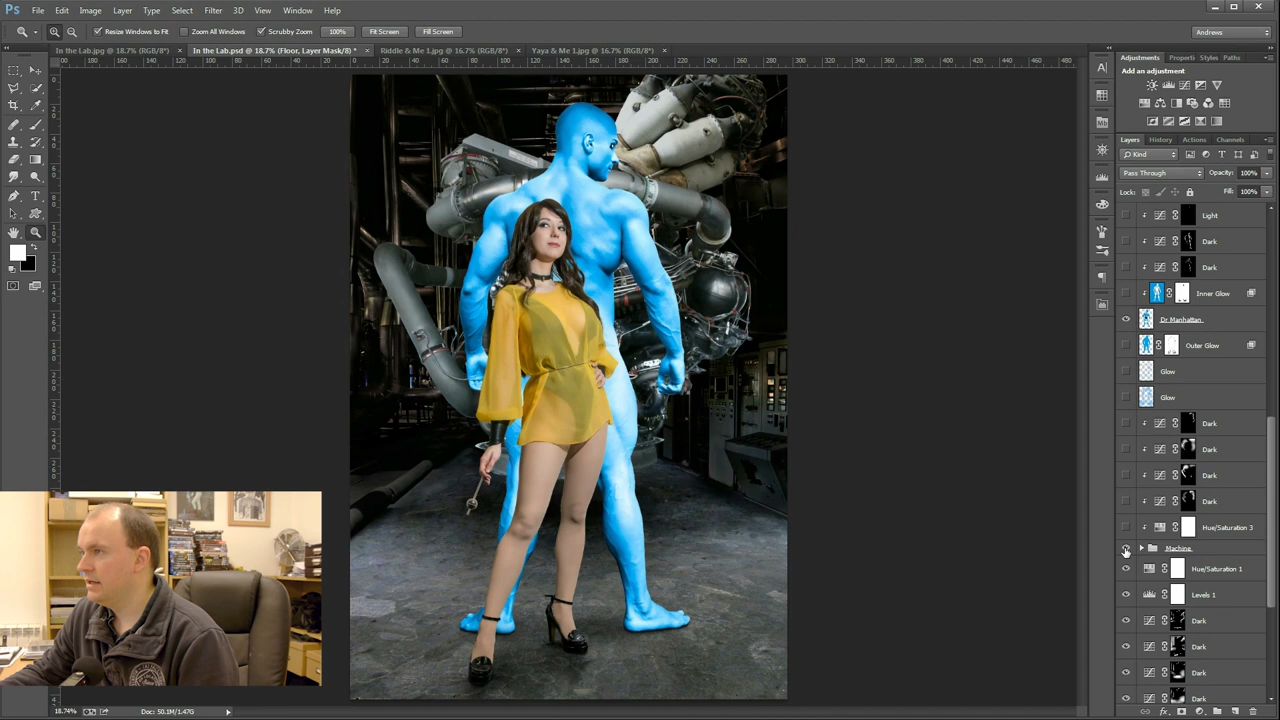 Ps File Edit Image Layer Type Select Filter 3D View Window Help
Resize Windows to Fit Zoom All Windows Scrubby Zoom 100% Fit Screen Fill Screen Andrews
In the Lab.jpg @ 18.7% (RGB/8*) × In the Lab.psd @ 18.7% (Floor, Layer Mask/8) * × Riddle & Me 1.jpg @ 16.7% (RGB/8*) × Yaya & Me 1.jpg @ 16.7% (RGB/8*) ×
Adjustments Properti Styles Paths
Add an adjustment
Layers History Actions Channels
Kind
Pass Through Opacity: 100%
Lock: Fill: 100%
Light
Dark
Dark
Inner Glow
Dr Manhattan
Outer Glow
Glow
Glow
Dark
Dark
Dark
Dark
Hue/Saturation 3
Machine
Hue/Saturation 1
Levels 1
Dark
Dark
Dark
Dark
18.74% Doc: 50.1M/1.47G